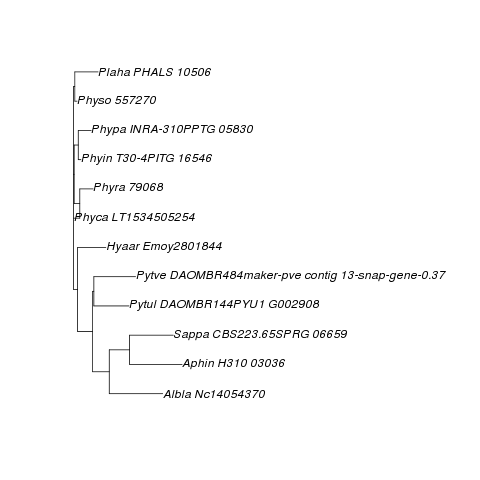 Plaha PHALS 10506
Physo 557270
Phypa INRA-310PPTG 05830
Phyin T30-4PITG 16546
Phyra 79068
Phyca LT1534505254
Hyaar Emoy2801844
Pytve DAOMBR484maker-pve contig 13-snap-gene-0.37
Pytul DAOMBR144PYU1 G002908
Sappa CBS223.65SPRG 06659
Aphin H310 03036
Albla Nc14054370